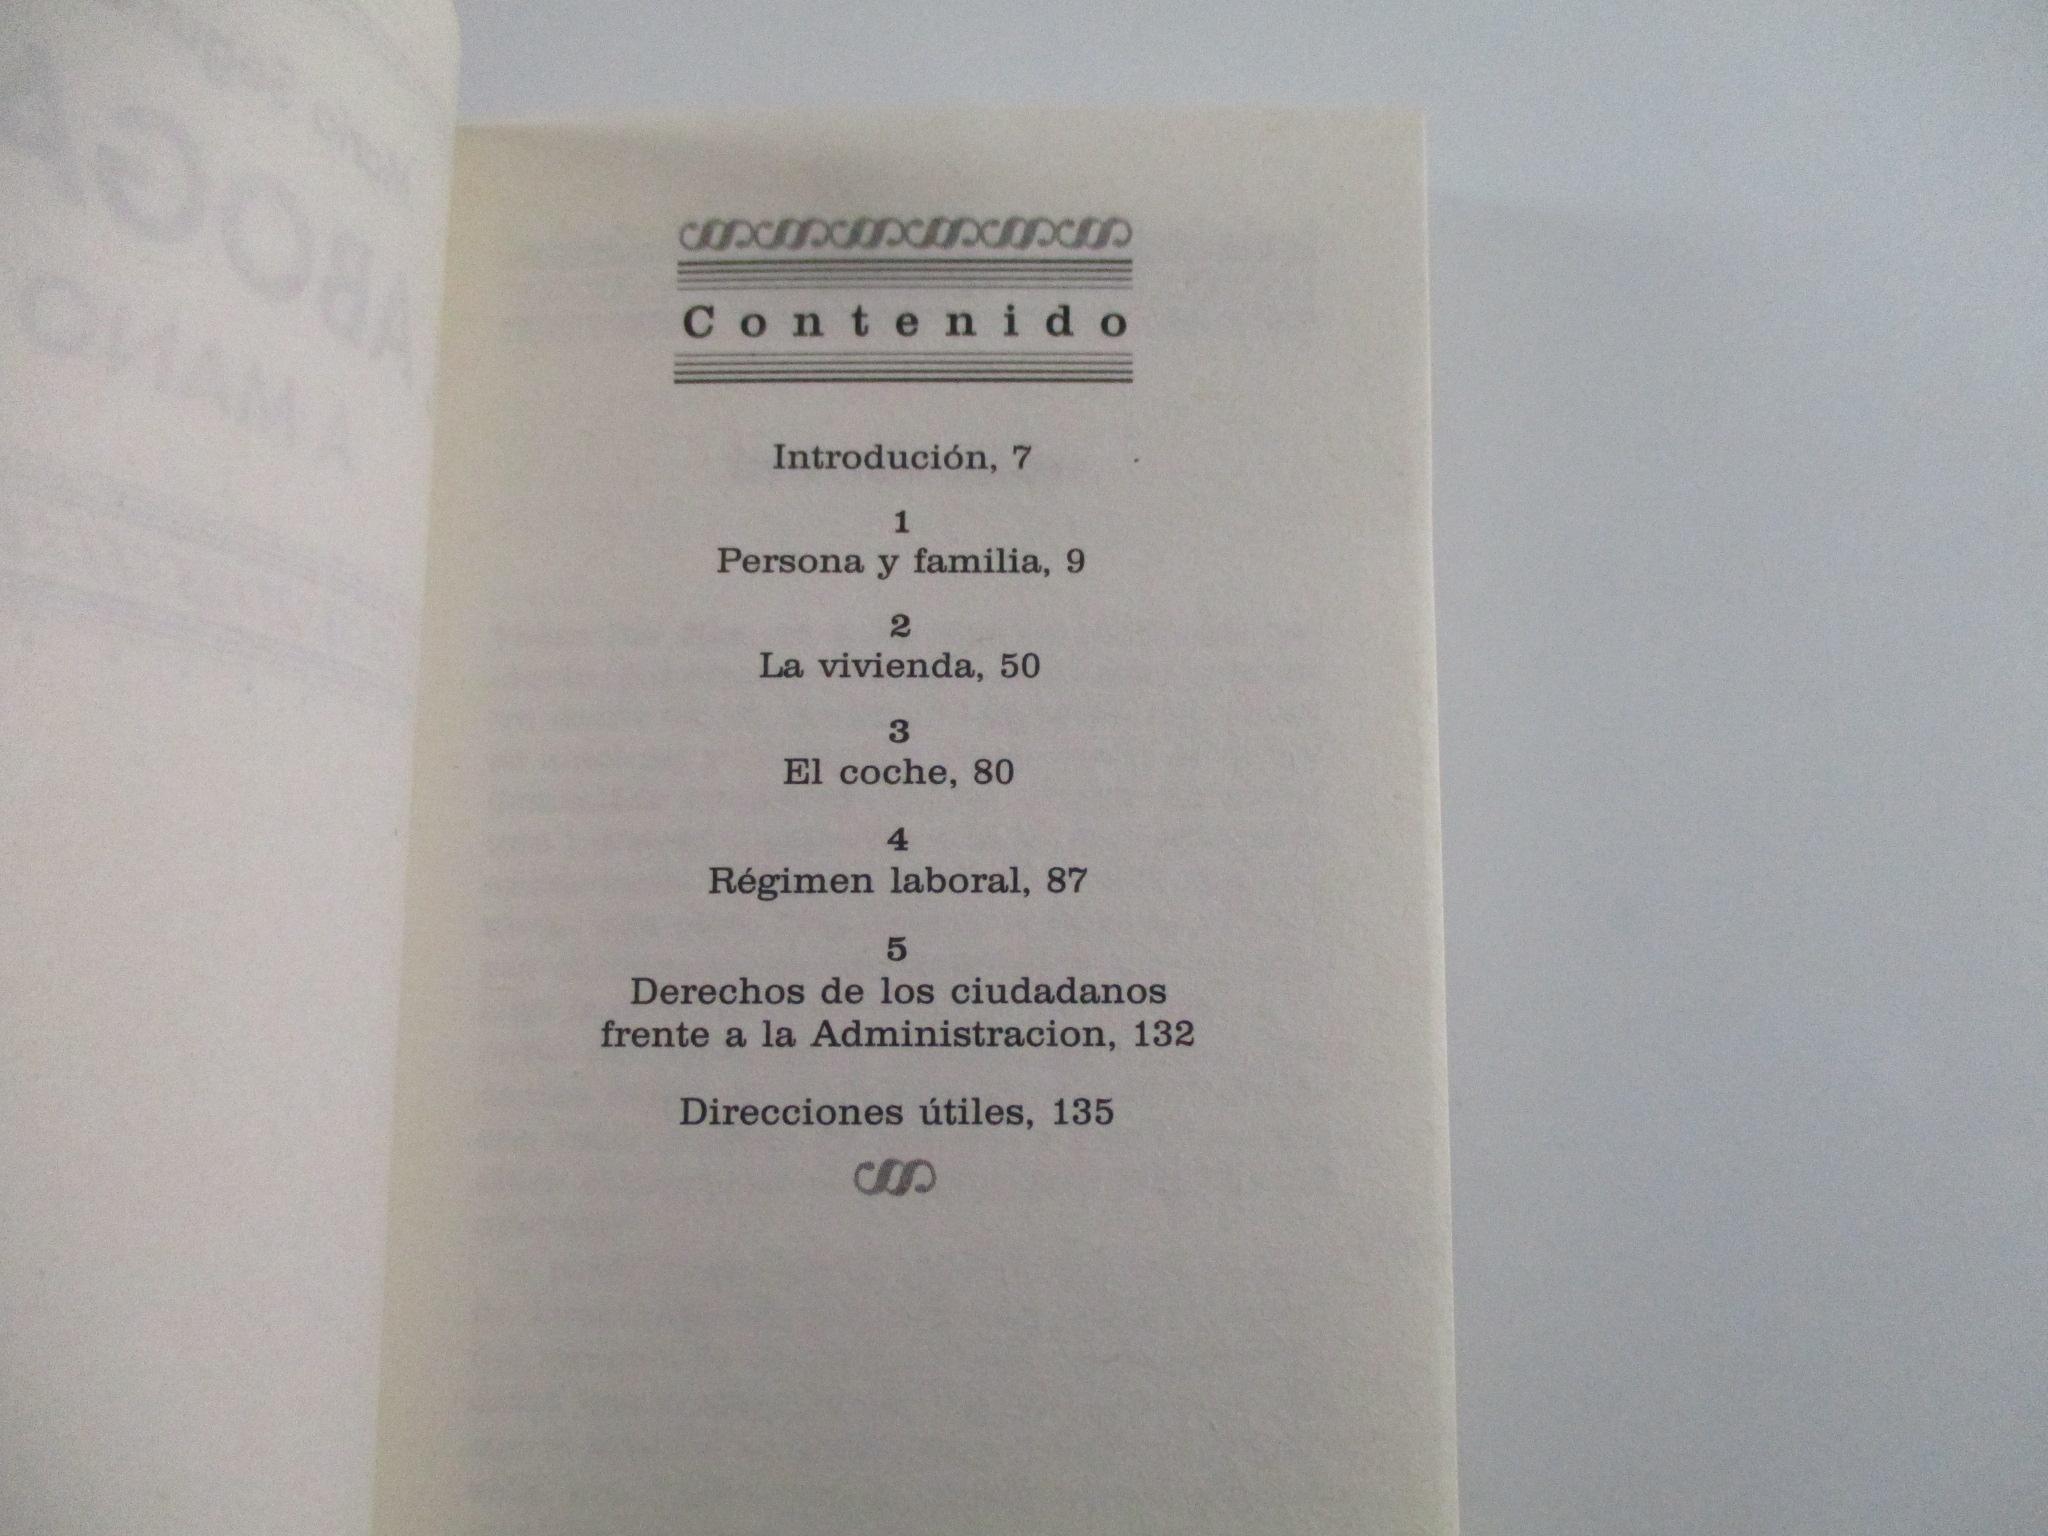 Contenido
Introdución, 7
1
Persona y familia, 9
2
La vivienda, 50
3
El coche, 80
4
Régimen laboral, 87
5
Derechos de los ciudadanos
frente a la Administracion, 132
Direcciones útiles, 135